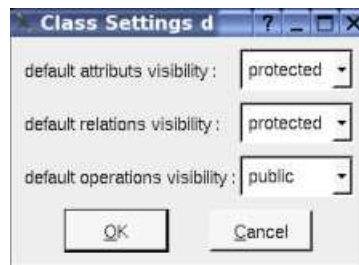 Class Settings d
default attributs visibility : protected
default relations visibility : protected
default operations visibility : public
OK Cancel